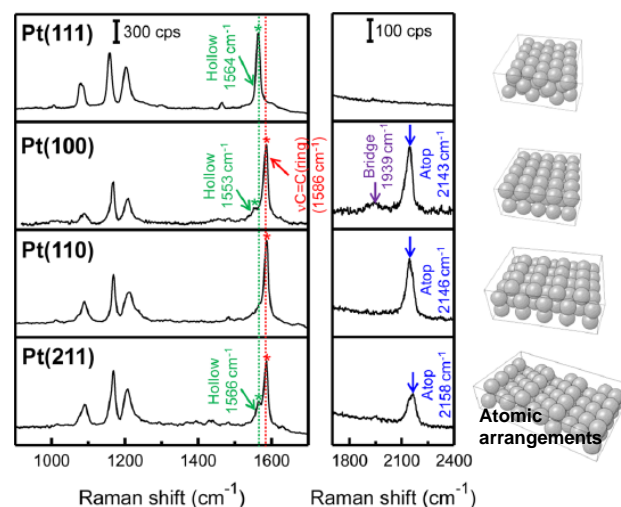 Pt(111)
300 cps
Hollow
1564 cm-1
*
100 cps
Pt(100)
Hollow
1553 cm-1
*
*
νC=C(ring)
(1586 cm-1)
Bridge
1939 cm-1
Atop
2143 cm-1
Pt(110)
*
Atop
2146 cm-1
Pt(211)
Hollow
1566 cm-1
*
*
Atop
2158 cm-1
Atomic
arrangements
1000 1200 1400 1600
1800 2100 2400
Raman shift (cm-1)
Raman shift (cm-1)